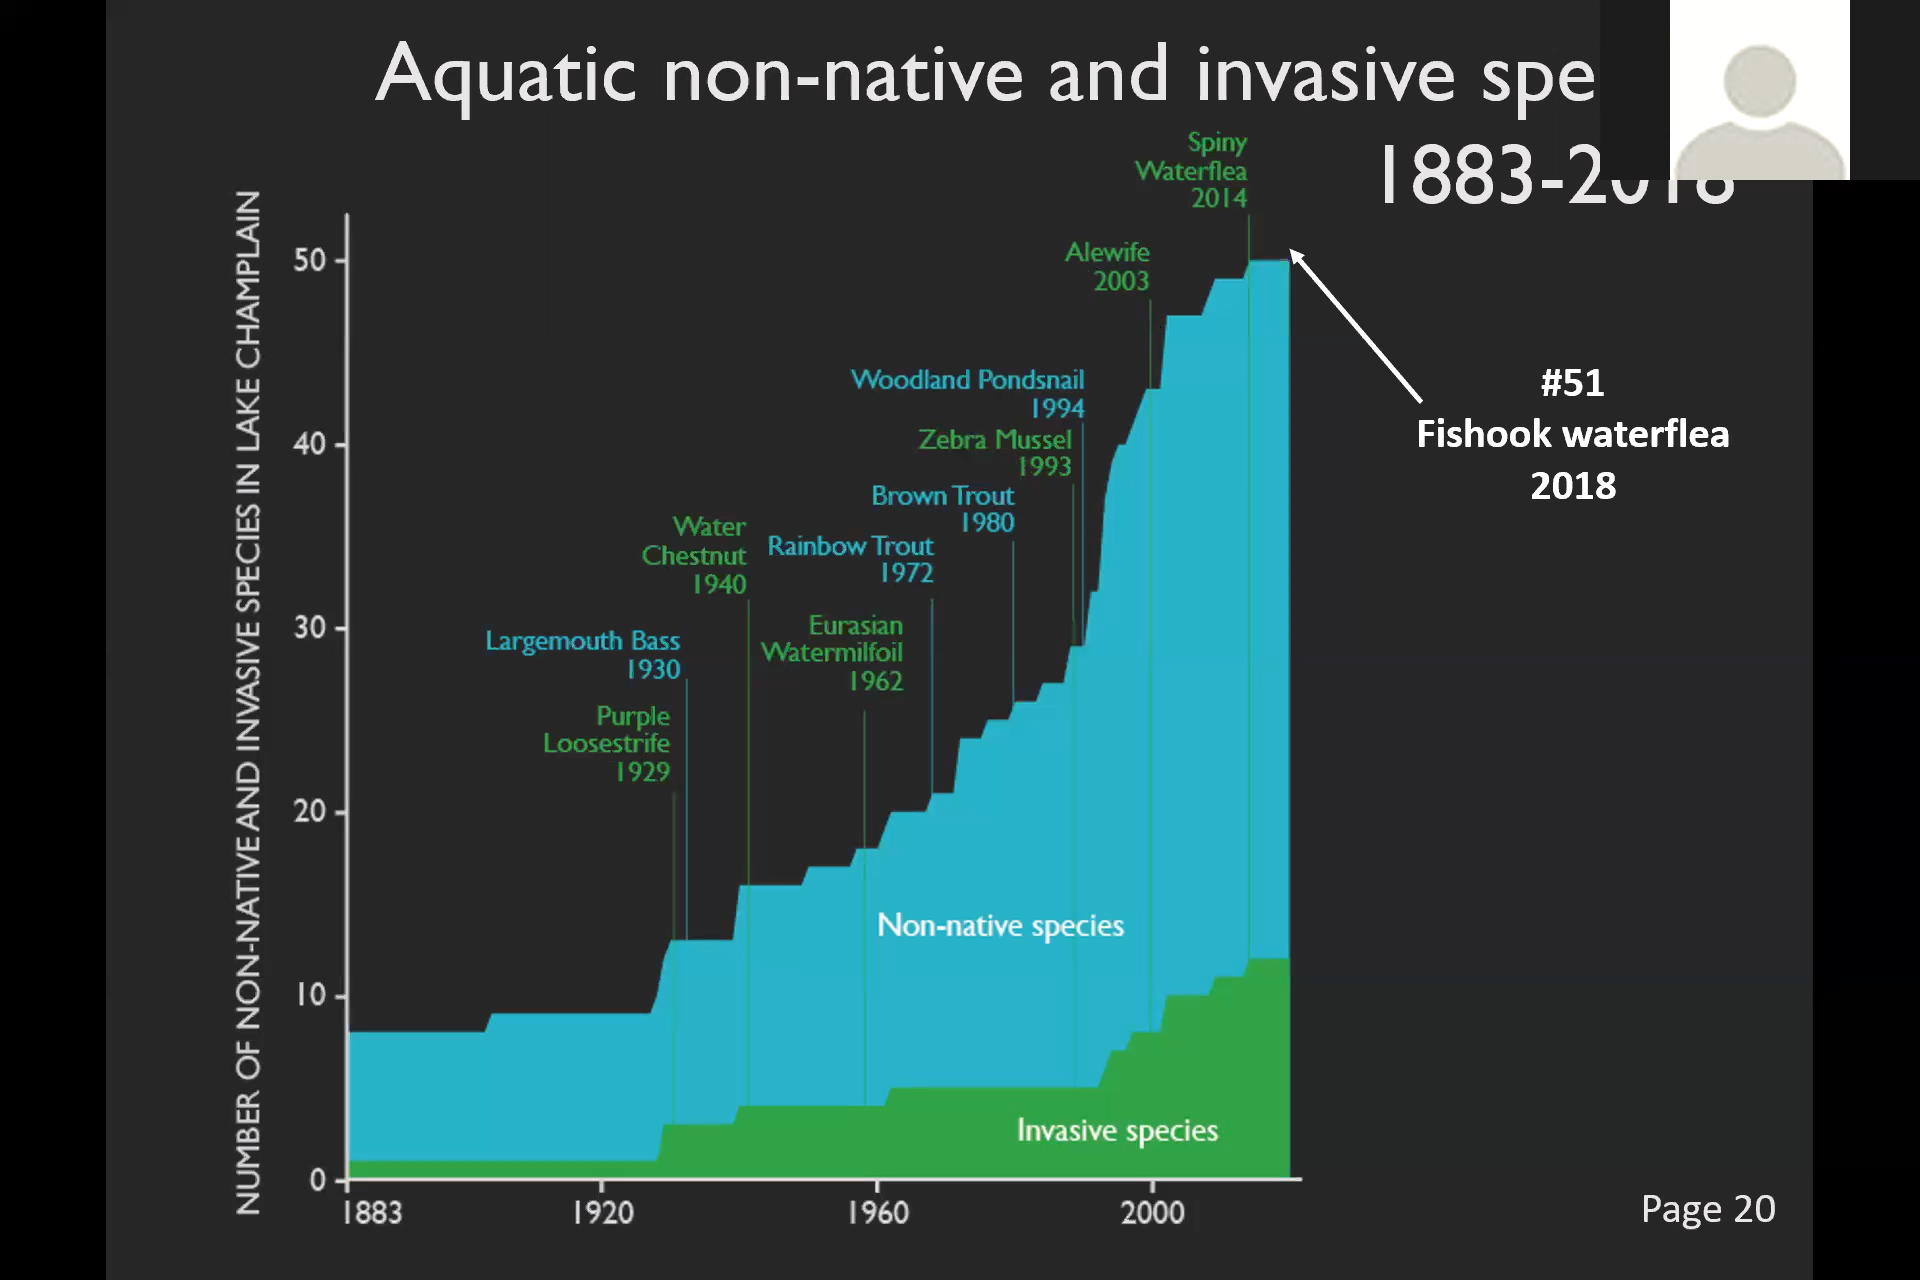 Aquatic non-native and invasive spe
1883-2018
Spiny
Waterflea
2014
Alewife
2003
Woodland Pondsnail
1994
Zebra Mussel
1993
Brown Trout
1980
Water
Chestnut
1940
Rainbow Trout
1972
Eurasian
Watermilfoil
1962
Largemouth Bass
1930
Purple
Loosestrife
1929
#51
Fishook waterflea
2018
NUMBER OF NON-NATIVE AND INVASIVE SPECIES IN LAKE CHAMPLAIN
50
40
30
20
10
0
Non-native species
Invasive species
1883
1920
1960
2000
Page 20